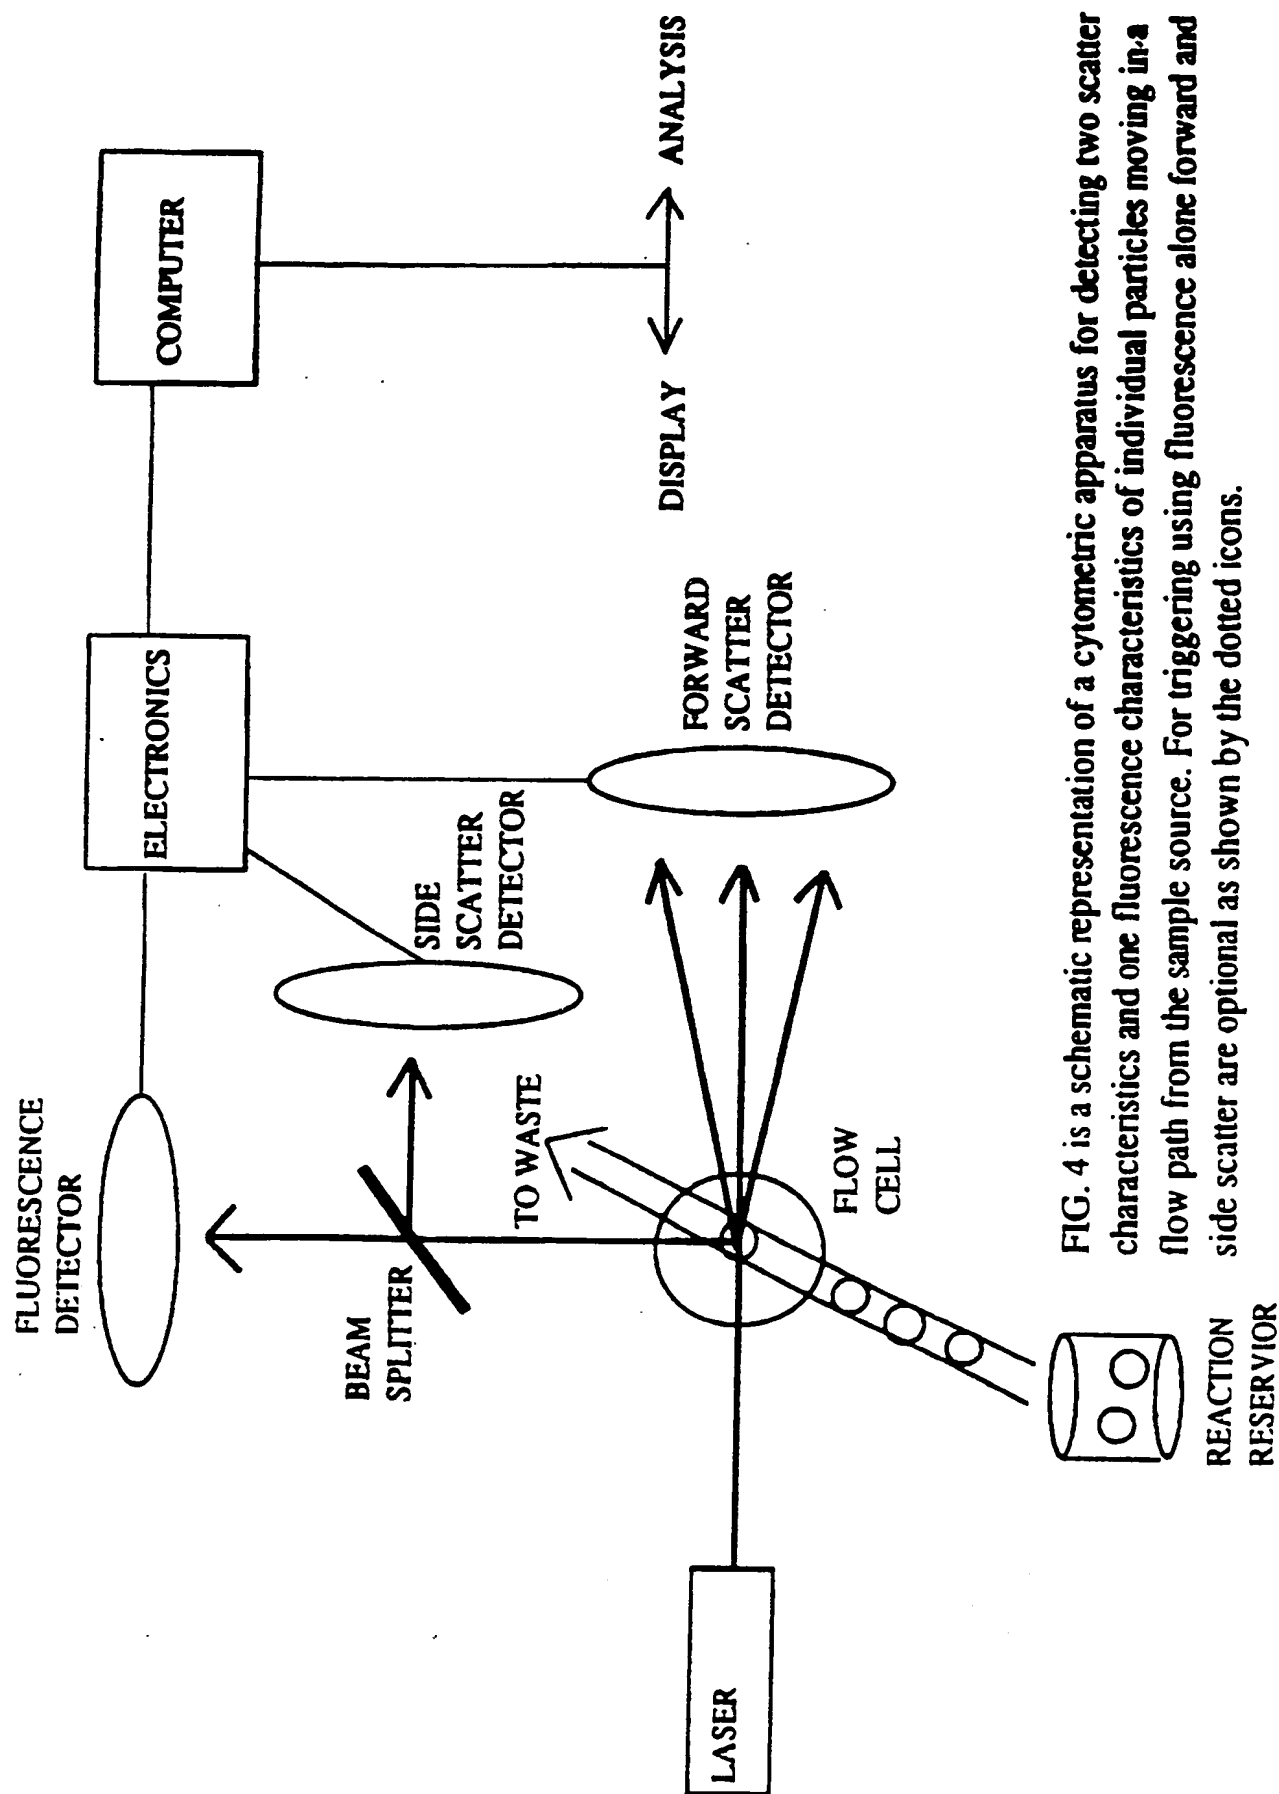 FLUORESCENCE
DETECTOR
ELECTRONICS
COMPUTER
BEAM
SPLITTER
SIDE
SCATTER
DETECTOR
TO WASTE
FORWARD
SCATTER
DETECTOR
DISPLAY
ANALYSIS
LASER
FLOW
CELL
REACTION
RESERVIOR
FIG. 4 is a schematic representation of a cytometric apparatus for detecting two scatter
characteristics and one fluorescence characteristics of individual particles moving in a
flow path from the sample source. For triggering using fluorescence alone forward and
side scatter are optional as shown by the dotted icons.